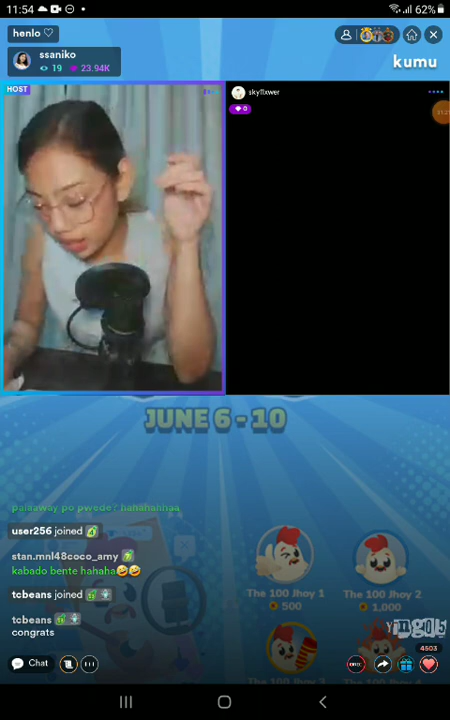 11:54
62%
henlo ♡
ssaniko
19 23.94K
kumu
HOST
skyflxwer
0
JUNE 6 - 10
paliaway po pwede? hahahahhaa
user256 joined
stan.mnl48coco_amy
kabado bente hahaha🤣🤣
tcbeans joined
tcbeans
congrats
The 100 Jhoy 1
500
The 100 Jhoy 2
1,000
4503
Chat